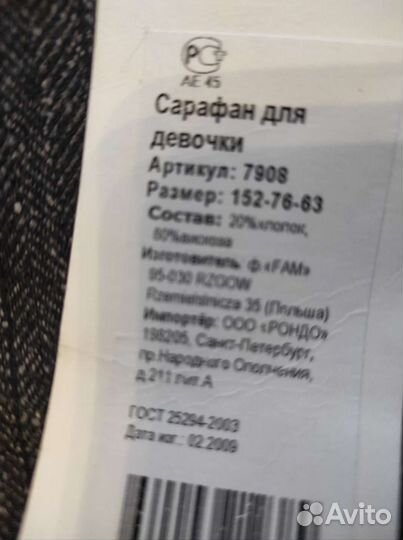 РС
АЕ 45
Сарафан для
девочки
Артикул: 7908
Размер: 152-76-63
Состав: 20%хлопок,
80%вискоза
Изготовитель: ф.«FAM»
95-030 RZGOW
Rzemieslnicza 35 (Польша)
Импортёр: ООО «РОНДО»
198205, Санкт-Петербург,
пр.Народного Ополчения,
д.211 лит.А
ГОСТ 25294-2003
Дата изг.: 02.2009
Avito